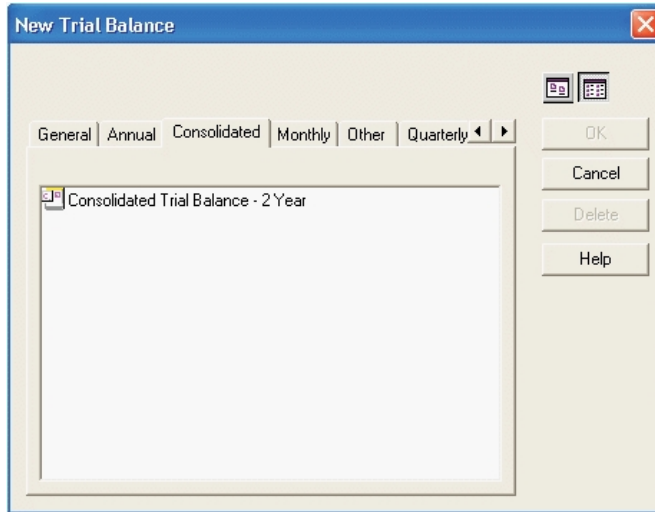 New Trial Balance
General Annual Consolidated Monthly Other Quarterly
OK
Cancel
Delete
Help
Consolidated Trial Balance - 2 Year